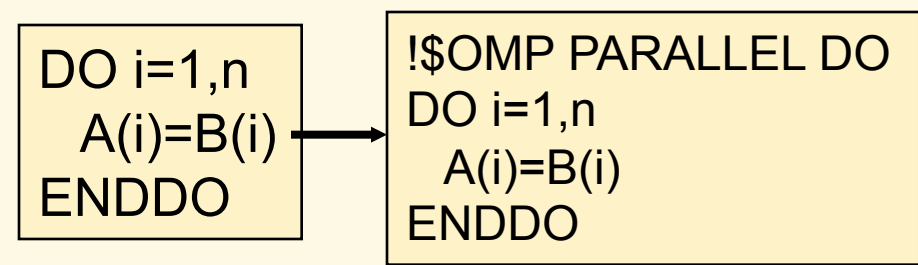 DO i=1,n
A(i)=B(i)
ENDDO
!$OMP PARALLEL DO
DO i=1,n
A(i)=B(i)
ENDDO